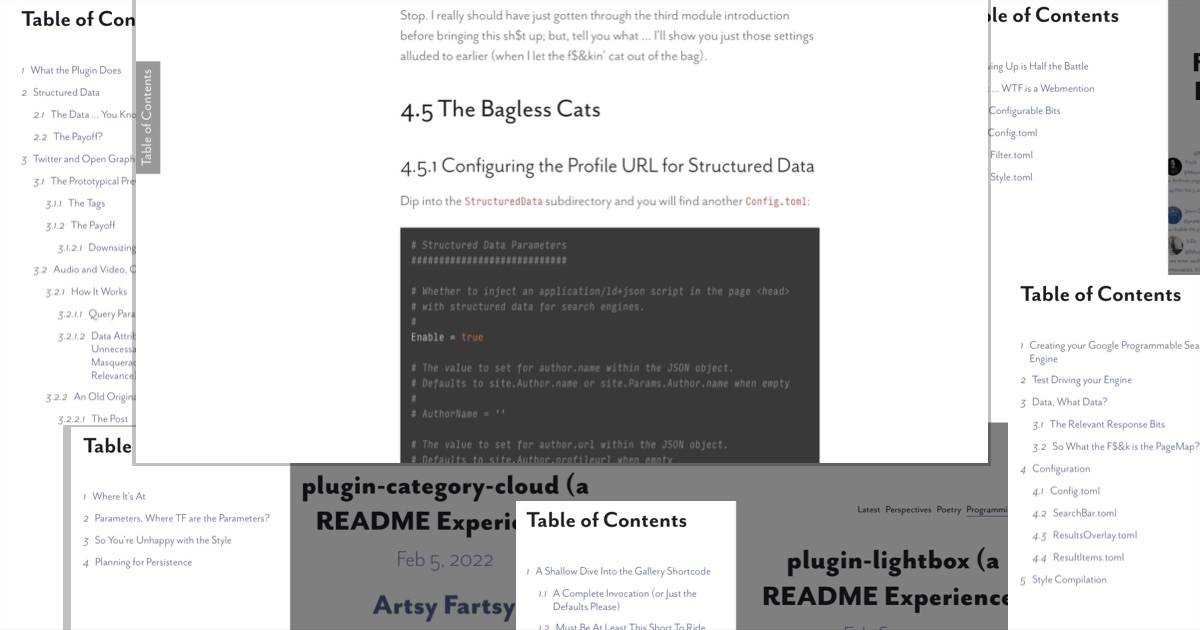 Table of Con
1 What the Plugin Does
2 Structured Data
2.1 The Data ... You Kno
2.2 The Payoff?
3 Twitter and Open Graph
3.1 The Prototypical Pre
3.1.1 The Tags
3.1.2 The Payoff
3.1.2.1 Downsizing
3.2 Audio and Video, O
3.2.1 How It Works
3.2.1.1 Query Para
3.2.1.2 Data Attrib
Unnecessa
Masquerad
Relevance
3.2.2 An Old Origina
3.2.2.1 The Post
Table of Contents
Stop. I really should have just gotten through the third module introduction
before bringing this sh$t up; but, tell you what ... I'll show you just those settings
alluded to earlier (when I let the f$&kin' cat out of the bag).
4.5 The Bagless Cats
4.5.1 Configuring the Profile URL for Structured Data
Dip into the StructuredData subdirectory and you will find another Config.toml:
# Structured Data Parameters
############################
# Whether to inject an application/ld+json script in the page <head>
# with structured data for search engines.
#
Enable = true
# The value to set for author.name within the JSON object.
# Defaults to site.Author.name or site.Params.Author.name when empty
#
# AuthorName = ''
# The value to set for author.url within the JSON object.
# Defaults to site.Author.profileurl when empty
ble of Contents
ving Up is Half the Battle
... WTF is a Webmention
Configurable Bits
Config.toml
Filter.toml
Style.toml
Table of Contents
1 Creating your Google Programmable Sea
Engine
2 Test Driving your Engine
3 Data, What Data?
3.1 The Relevant Response Bits
3.2 So What the F$&k is the PageMap?
4 Configuration
4.1 Config.toml
4.2 SearchBar.toml
4.3 ResultsOverlay.toml
4.4 ResultItems.toml
5 Style Compilation
Table
1 Where It's At
2 Parameters, Where TF are the Parameters?
3 So You're Unhappy with the Style
4 Planning for Persistence
plugin-category-cloud (a
README Experie
Feb 5, 2022
Artsy Fartsy
Table of Contents
1 A Shallow Dive Into the Gallery Shortcode
1.1 A Complete Invocation (or Just the
Defaults Please)
1.2 Must Be At Least This Short To Ride
Latest Perspectives Poetry Programmi
plugin-lightbox (a
README Experience